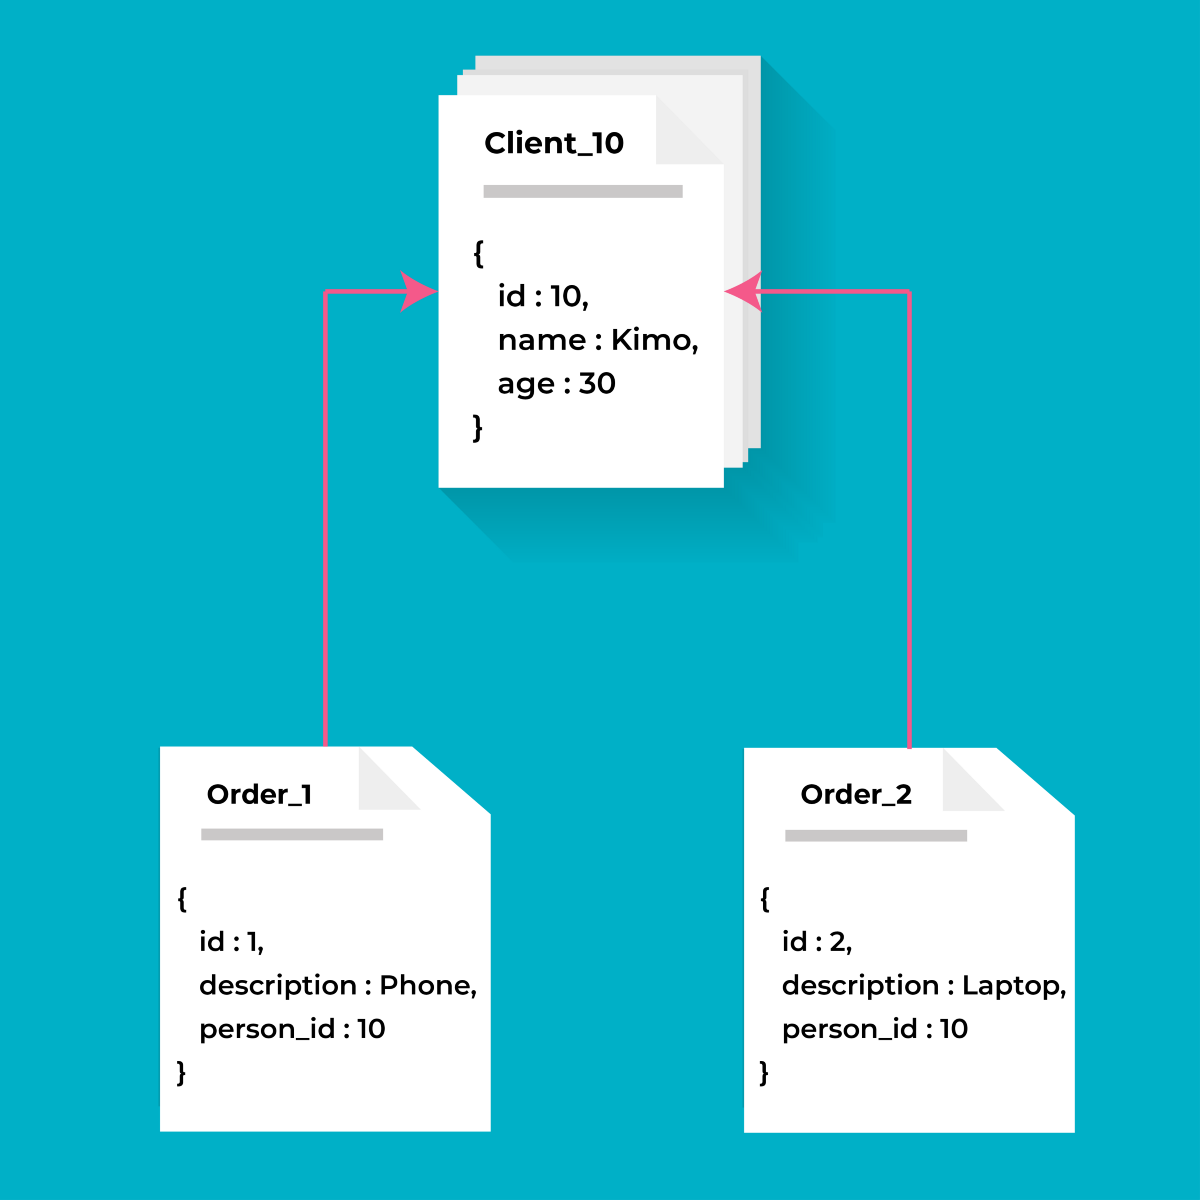 Client_10
{
id : 10,
name : Kimo,
age : 30
}
Order_1
{
id : 1,
description : Phone,
person_id : 10
}
Order_2
{
id : 2,
description : Laptop,
person_id : 10
}